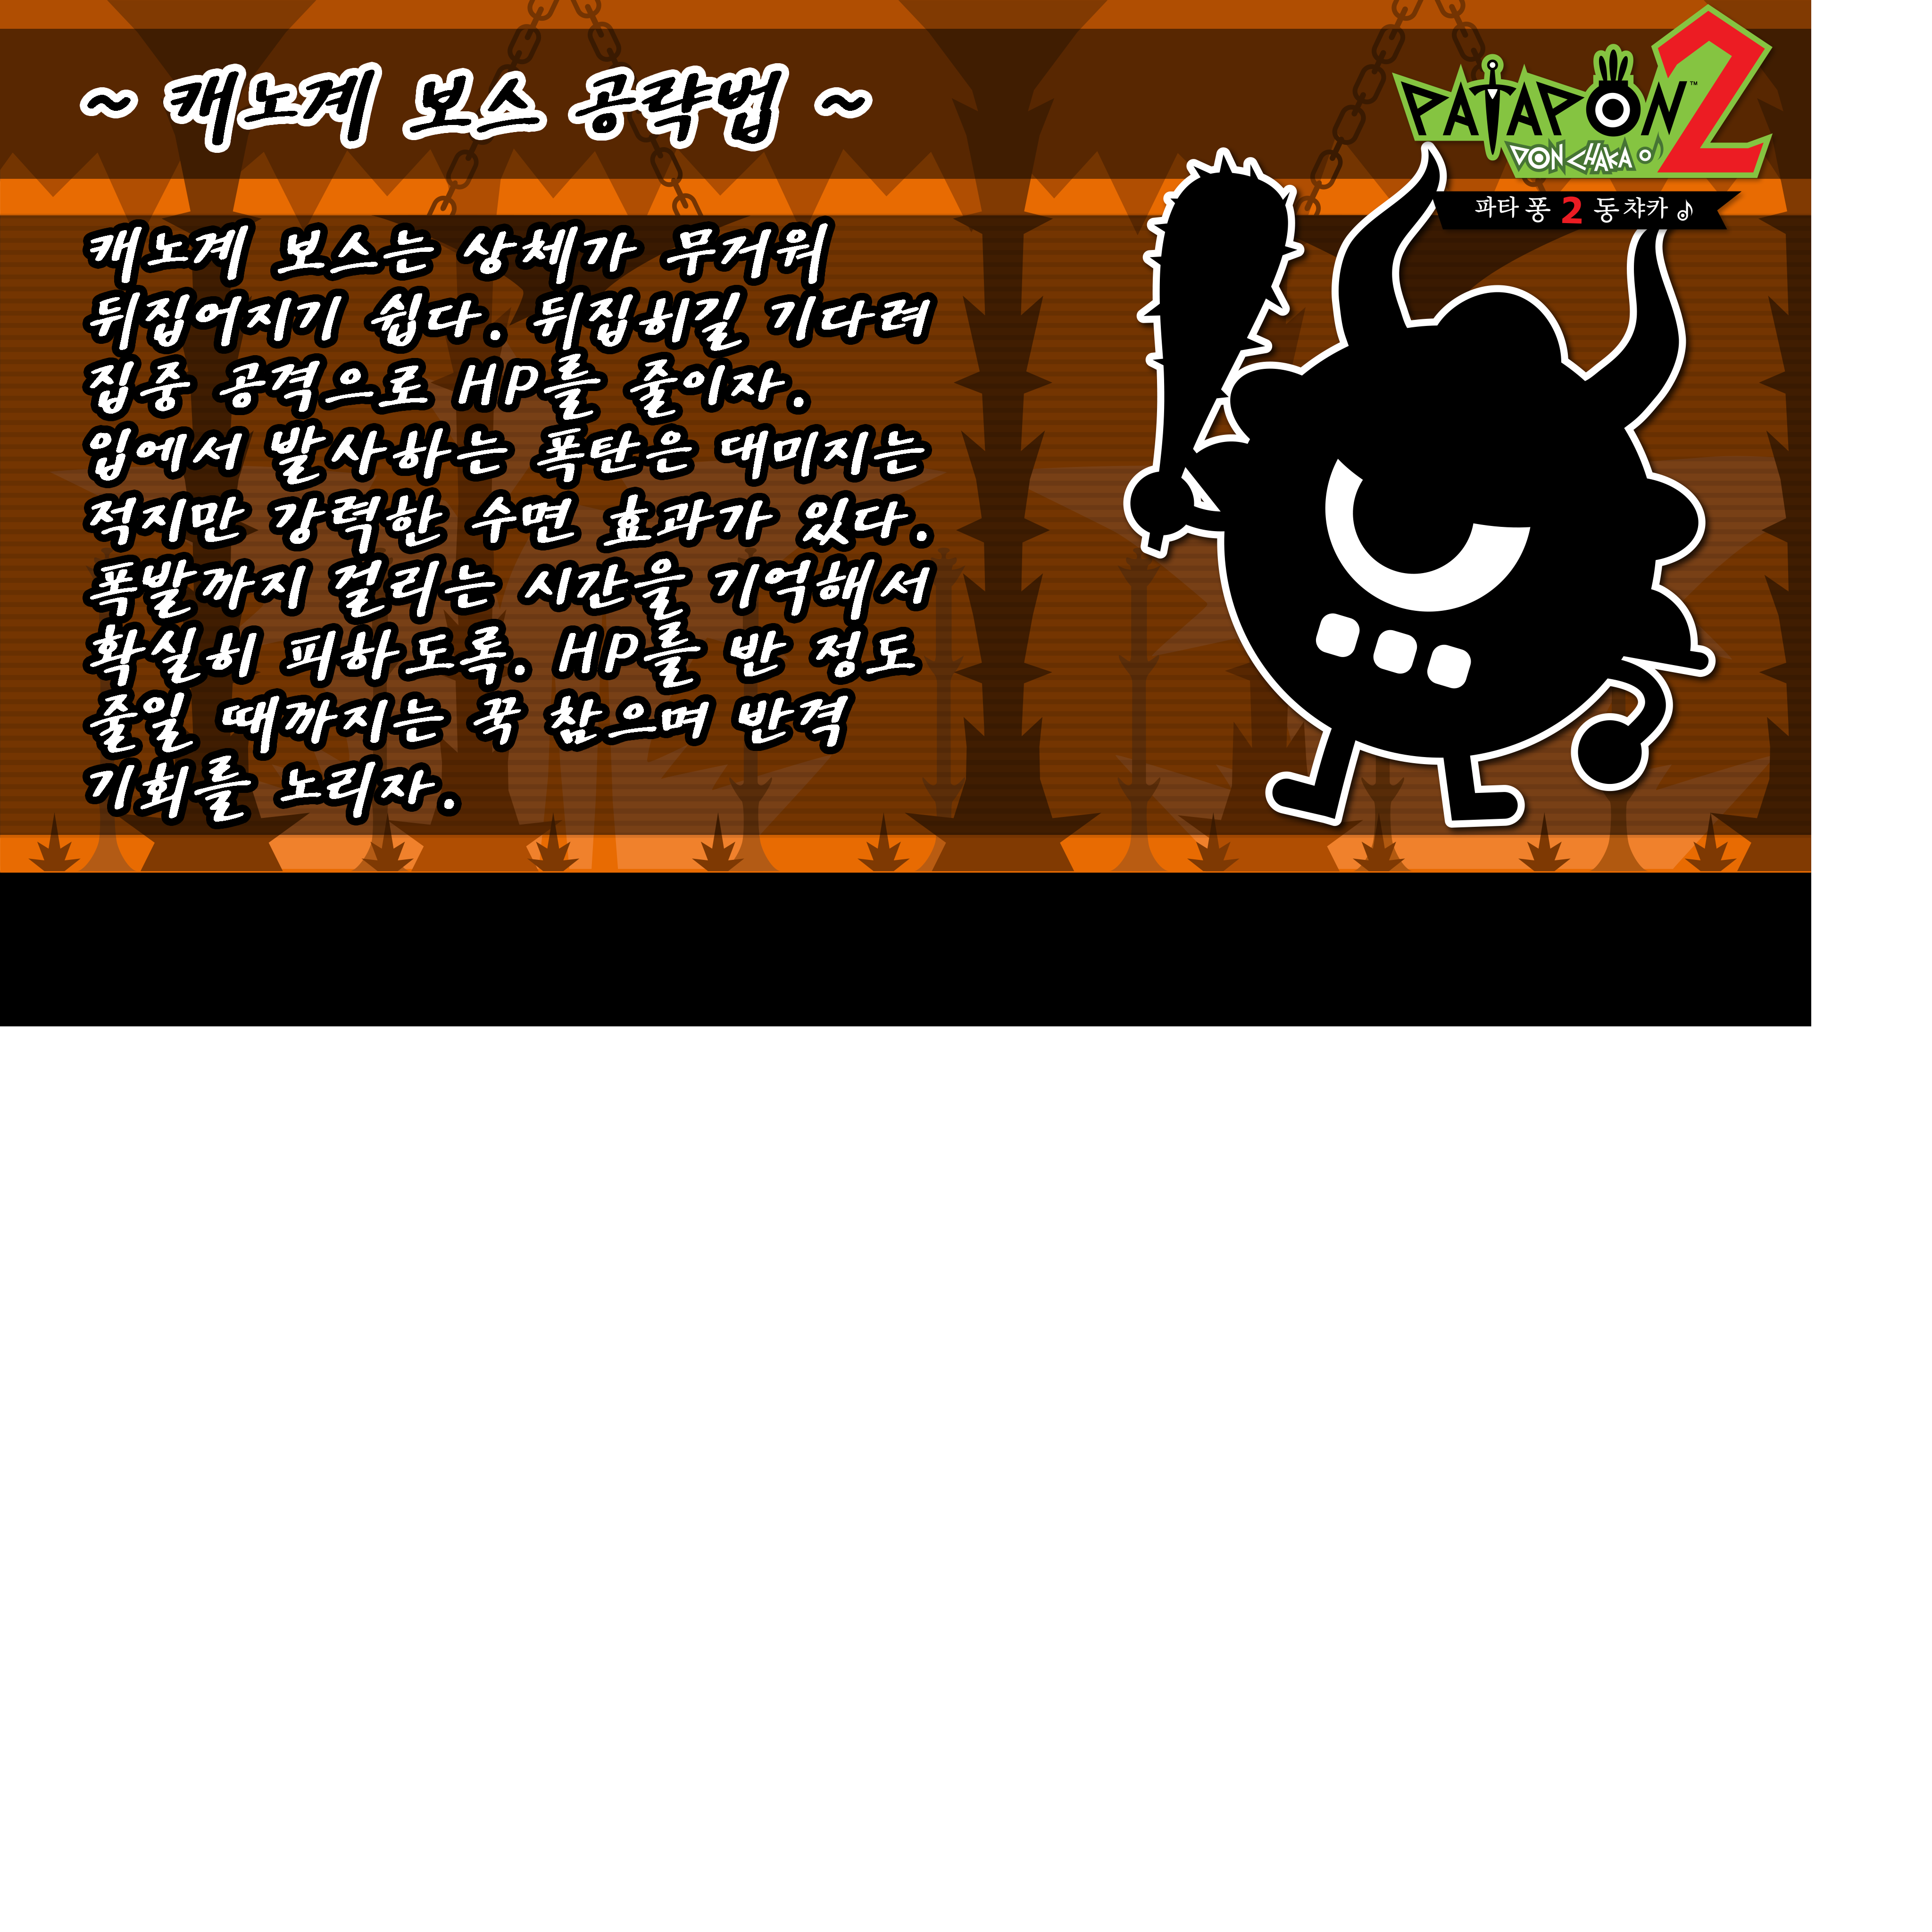 ~ 캐노계 보스 공략법 ~
PATAPON 2 ™
DON CHAKA ♪
파타퐁 2 동챠카 ♪
캐노계 보스는 상체가 무거워
뒤집어지기 쉽다. 뒤집히길 기다려
집중 공격으로 HP를 줄이자.
입에서 발사하는 폭탄은 대미지는
적지만 강력한 수면 효과가 있다.
폭발까지 걸리는 시간을 기억해서
확실히 피하도록. HP를 반 정도
줄일 때까지는 꾹 참으며 반격
기회를 노리자.